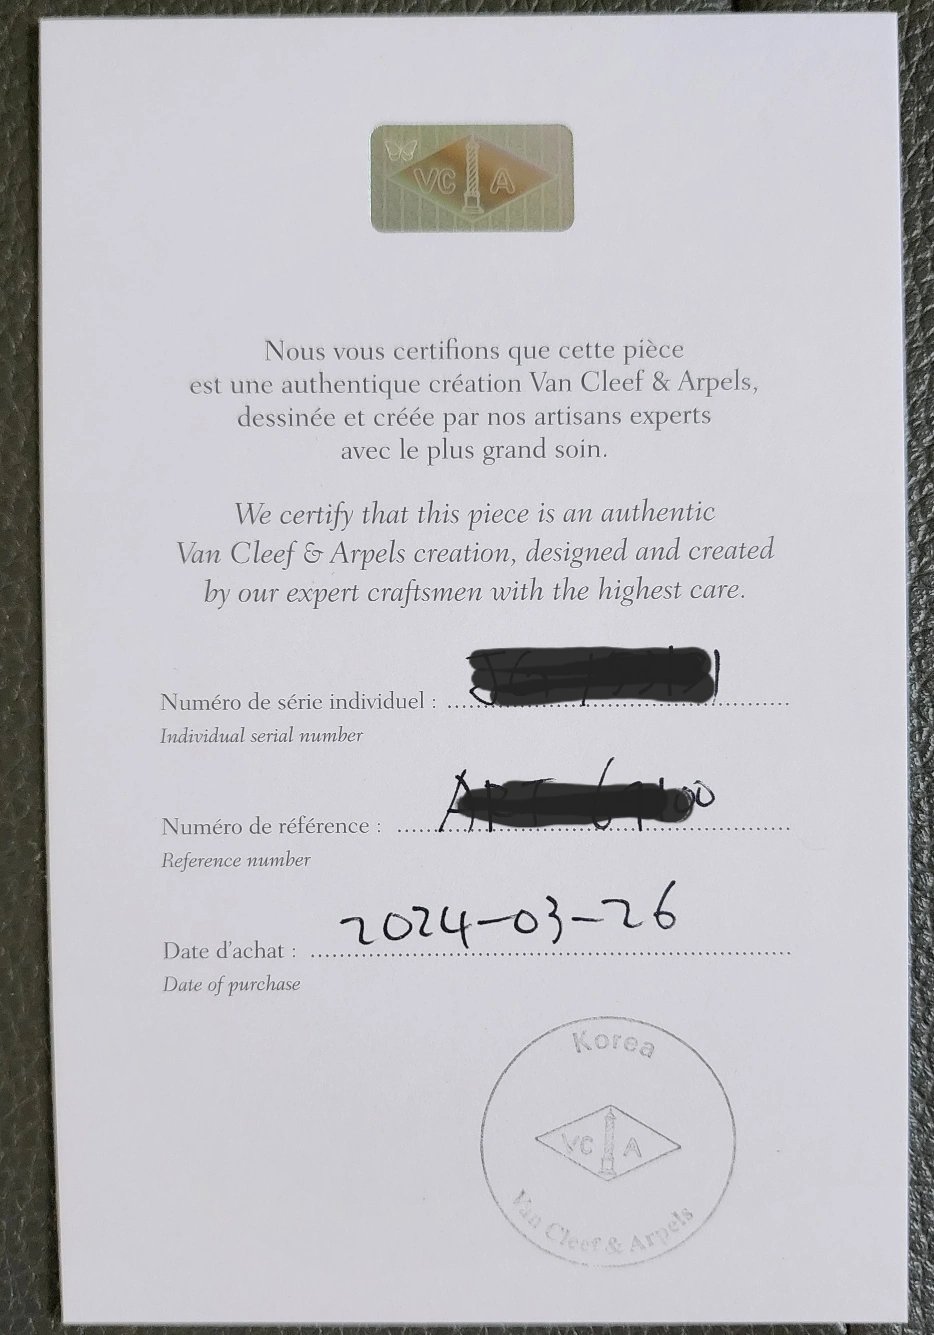 VC A
Nous vous certifions que cette pièce
est une authentique création Van Cleef & Arpels,
dessinée et créée par nos artisans experts
avec le plus grand soin.
We certify that this piece is an authentic
Van Cleef & Arpels creation, designed and created
by our expert craftsmen with the highest care.
Numéro de série individuel :
Individual serial number
Numéro de référence :
Reference number
Date d'achat : 2024-03-26
Date of purchase
Korea
VC A
Van Cleef & Arpels